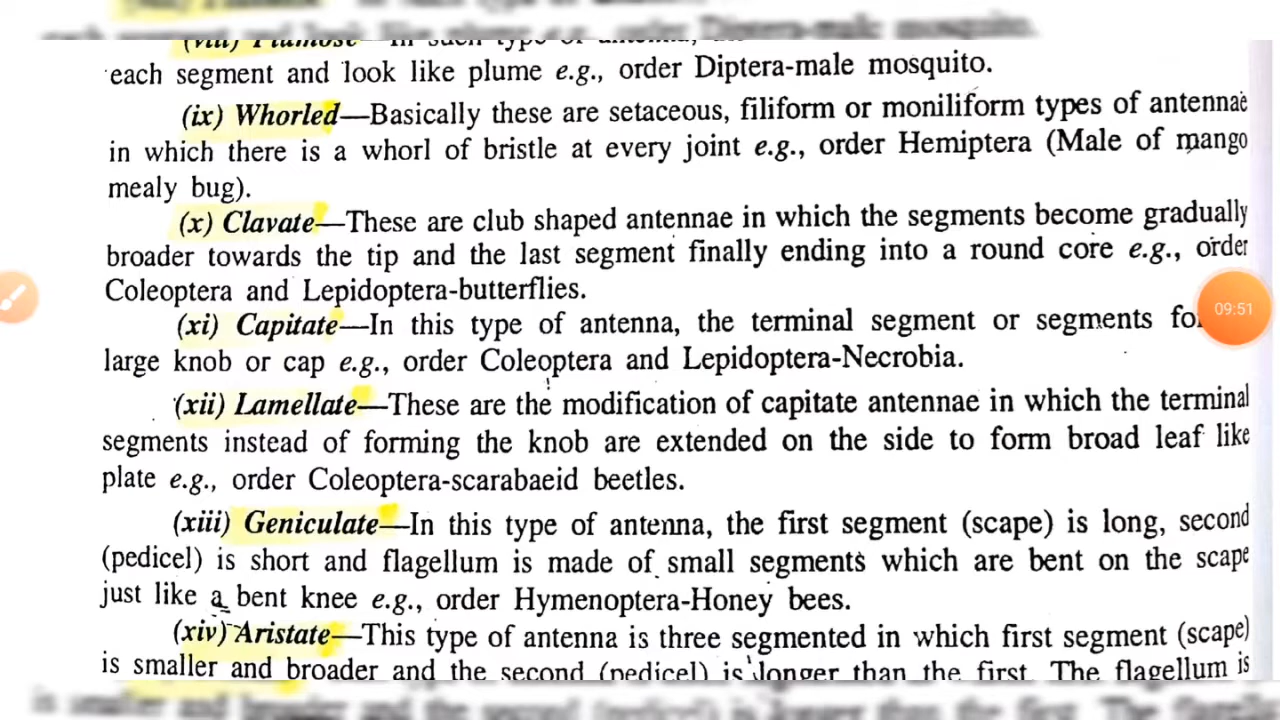 (viii) Plumose—In such type of antenna, the
each segment and look like plume e.g., order Diptera-male mosquito.
(ix) Whorled—Basically these are setaceous, filiform or moniliform types of antennae
in which there is a whorl of bristle at every joint e.g., order Hemiptera (Male of mango
mealy bug).
(x) Clavate—These are club shaped antennae in which the segments become gradually
broader towards the tip and the last segment finally ending into a round core e.g., order
Coleoptera and Lepidoptera-butterflies.
(xi) Capitate—In this type of antenna, the terminal segment or segments
09:51
large knob or cap e.g., order Coleoptera and Lepidoptera-Necrobia.
(xii) Lamellate—These are the modification of capitate antennae in which the terminal
segments instead of forming the knob are extended on the side to form broad leaf like
plate e.g., order Coleoptera-scarabaeid beetles.
(xiii) Geniculate—In this type of antenna, the first segment (scape) is long, second
(pedicel) is short and flagellum is made of small segments which are bent on the scape
just like a bent knee e.g., order Hymenoptera-Honey bees.
(xiv) Aristate—This type of antenna is three segmented in which first segment (scape)
is smaller and broader and the second (pedicel) is longer than the first. The flagellum is